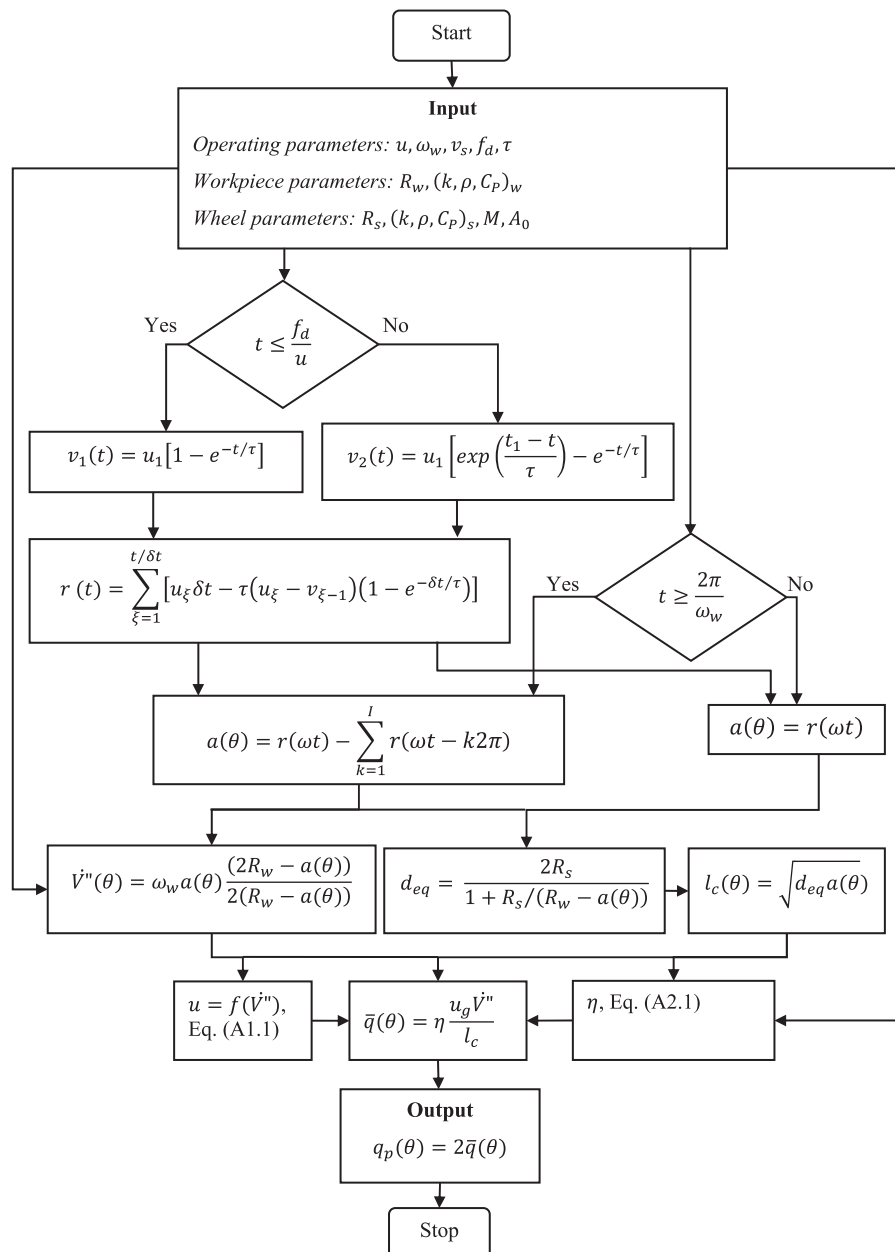 Start
Input
Operating parameters: u, ω_w, v_s, f_d, τ
Workpiece parameters: R_w, (k, ρ, C_P)_w
Wheel parameters: R_s, (k, ρ, C_P)_s, M, A_0
Yes
t ≤ f_d/u
No
v_1(t) = u_1[1 − e^{−t/τ}]
v_2(t) = u_1 [exp((t_1 − t)/τ) − e^{−t/τ}]
r (t) = ∑_{ξ=1}^{t/δt} [u_ξ δt − τ(u_ξ − v_{ξ−1})(1 − e^{−δt/τ})]
Yes
t ≥ 2π/ω_w
No
a(θ) = r(ωt) − ∑_{k=1}^{I} r(ωt − k2π)
a(θ) = r(ωt)
V̇"(θ) = ω_w a(θ) (2R_w − a(θ))/2(R_w − a(θ))
d_eq = 2R_s/(1 + R_s/(R_w − a(θ)))
l_c(θ) = √(d_eq a(θ))
u = f(V̇"),
Eq. (A1.1)
q̄(θ) = η u_g V̇"/l_c
η, Eq. (A2.1)
Output
q_p(θ) = 2q̄(θ)
Stop